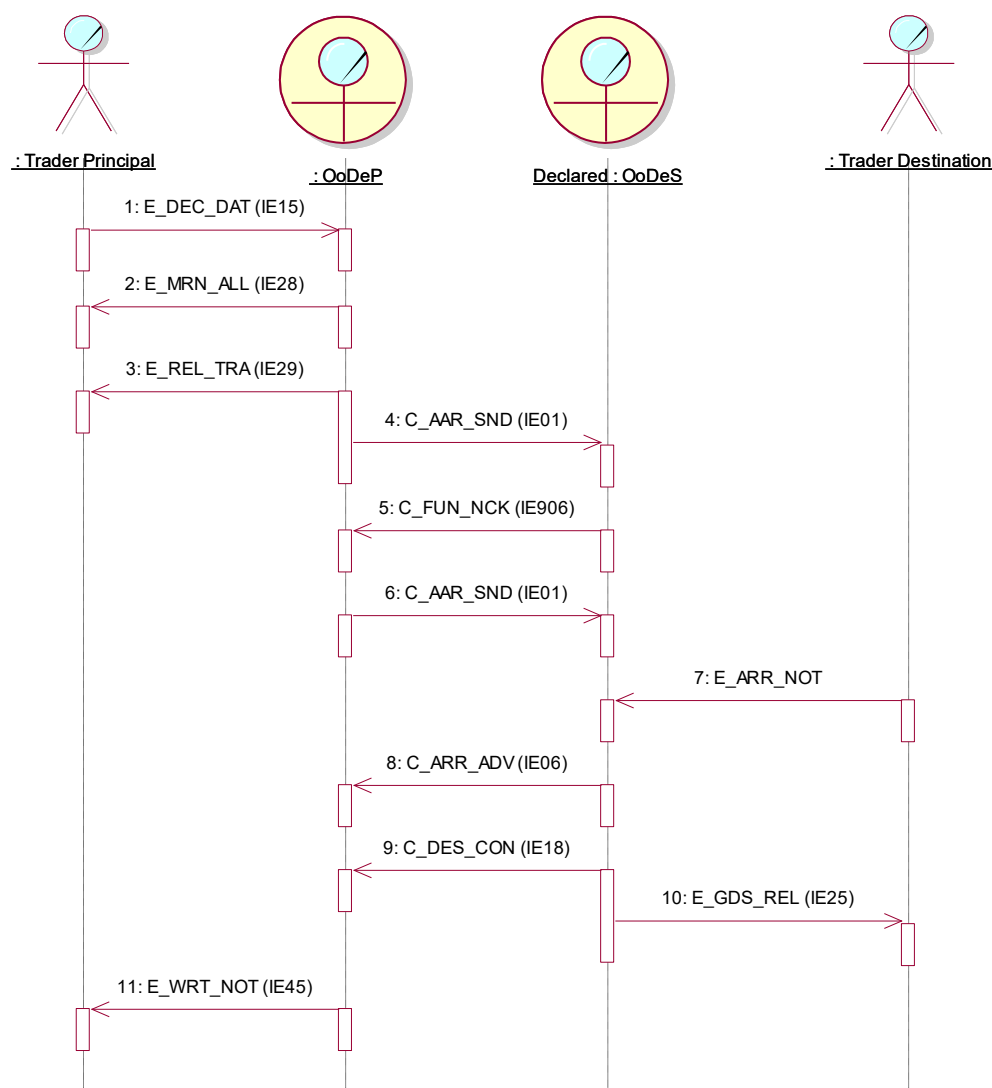 : Trader Principal
: OoDeP
Declared : OoDeS
: Trader Destination
1: E_DEC_DAT (IE15)
2: E_MRN_ALL (IE28)
3: E_REL_TRA (IE29)
4: C_AAR_SND (IE01)
5: C_FUN_NCK (IE906)
6: C_AAR_SND (IE01)
7: E_ARR_NOT
8: C_ARR_ADV (IE06)
9: C_DES_CON (IE18)
10: E_GDS_REL (IE25)
11: E_WRT_NOT (IE45)